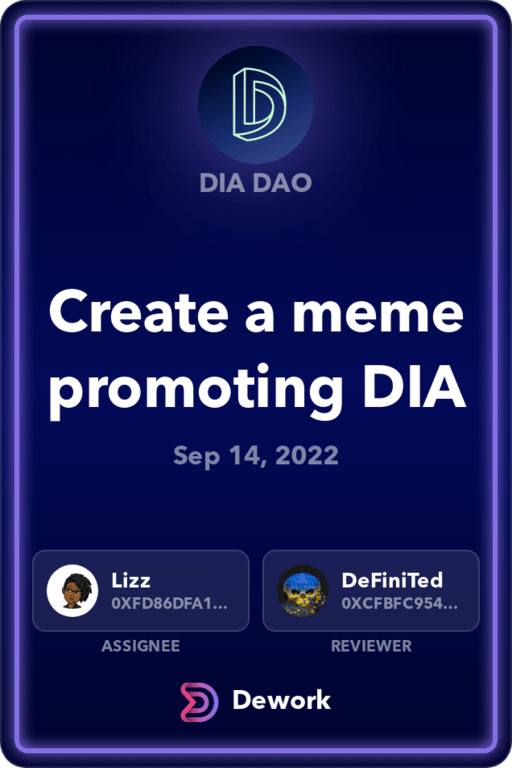 DIA DAO
Create a meme
promoting DIA
Sep 14, 2022
Lizz
0XFD86DFA1...
ASSIGNEE
DeFiniTed
0XCFBFC954...
REVIEWER
Dework